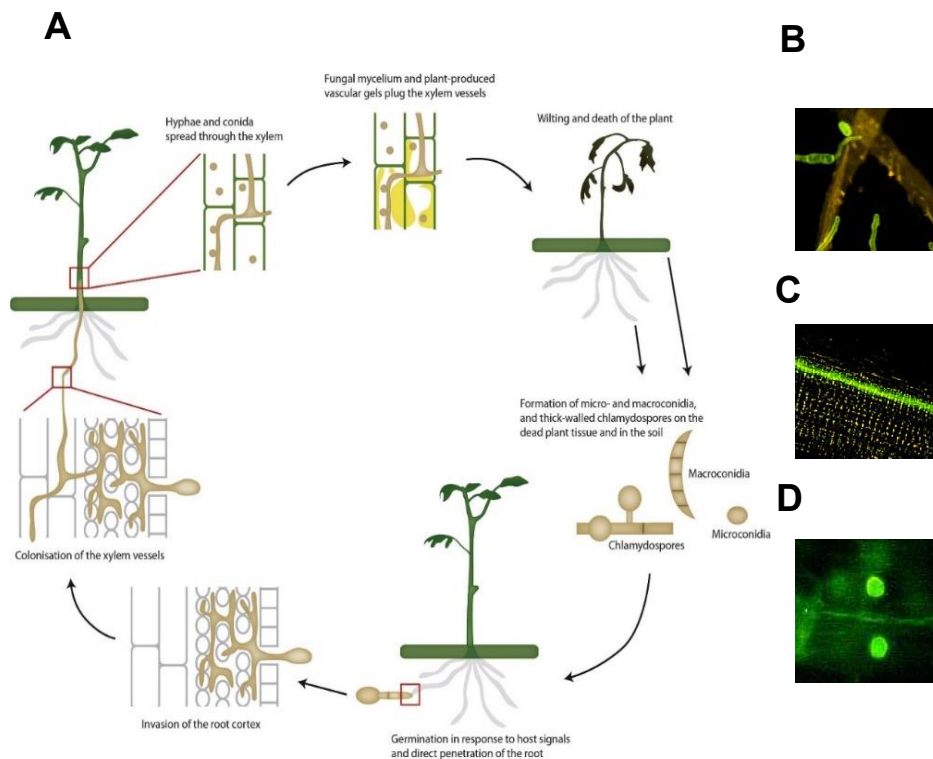 A
B
C
D
Fungal mycelium and plant-produced
vascular gels plug the xylem vessels
Hyphae and conida
spread through the xylem
Wilting and death of the plant
Formation of micro- and macroconidia,
and thick-walled chlamydospores on the
dead plant tissue and in the soil
Macroconidia
Microconidia
Chlamydospores
Colonisation of the xylem vessels
Invasion of the root cortex
Germination in response to host signals
and direct penetration of the root